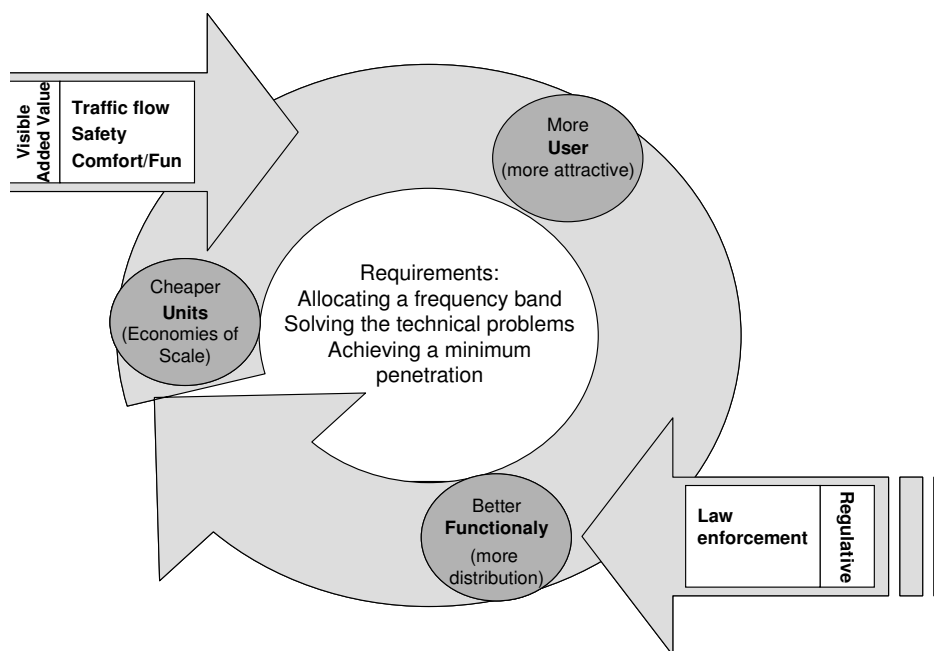 Visible
Added Value
Traffic flow
Safety
Comfort/Fun
More
User
(more attractive)
Cheaper
Units
(Economies of
Scale)
Requirements:
Allocating a frequency band
Solving the technical problems
Achieving a minimum
penetration
Better
Functionaly
(more
distribution)
Law
enforcement
Regulative